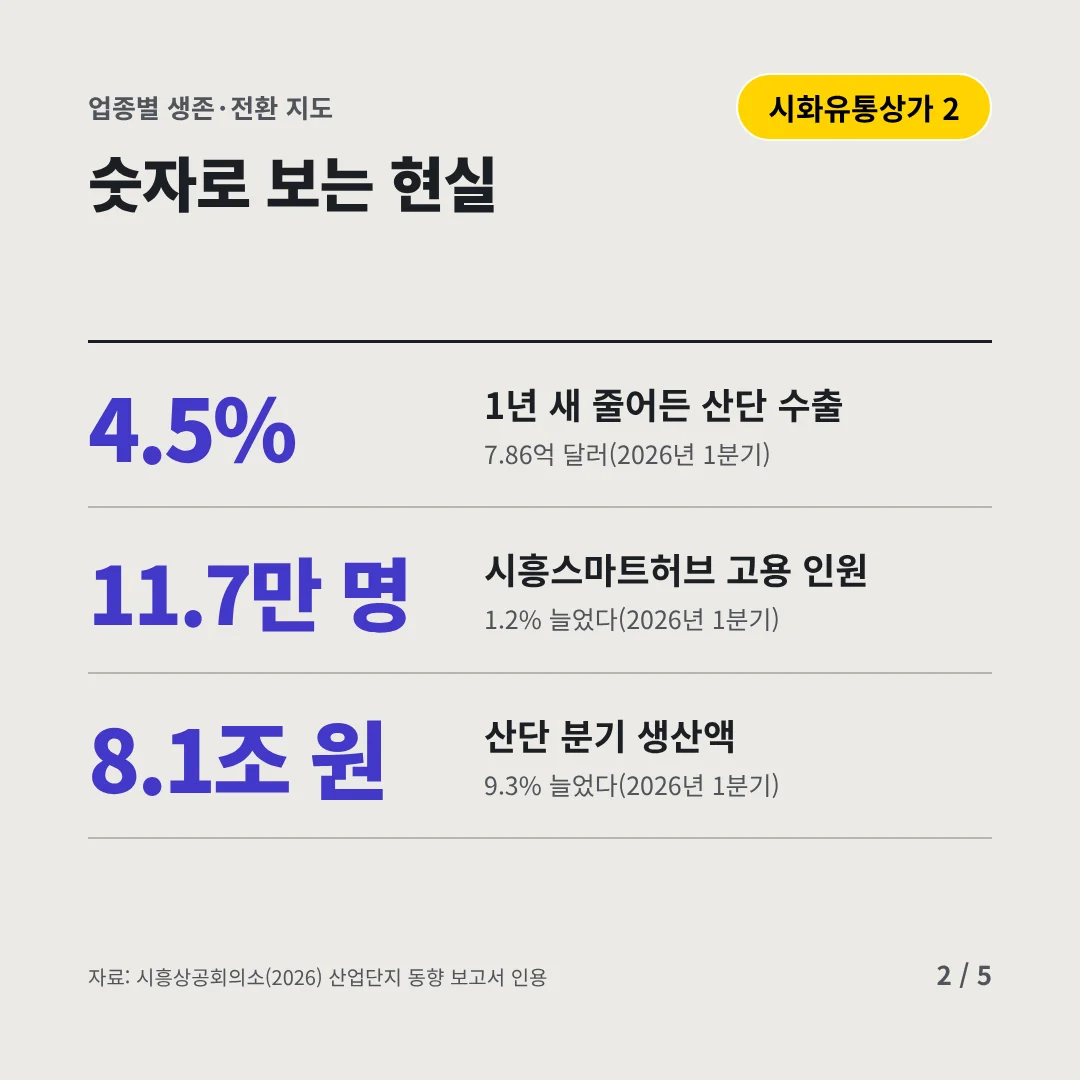 업종별 생존·전환 지도
시화유통상가 2
숫자로 보는 현실
4.5%
1년 새 줄어든 산단 수출
7.86억 달러(2026년 1분기)
11.7만 명
시흥스마트허브 고용 인원
1.2% 늘었다(2026년 1분기)
8.1조 원
산단 분기 생산액
9.3% 늘었다(2026년 1분기)
자료: 시흥상공회의소(2026) 산업단지 동향 보고서 인용
2 / 5